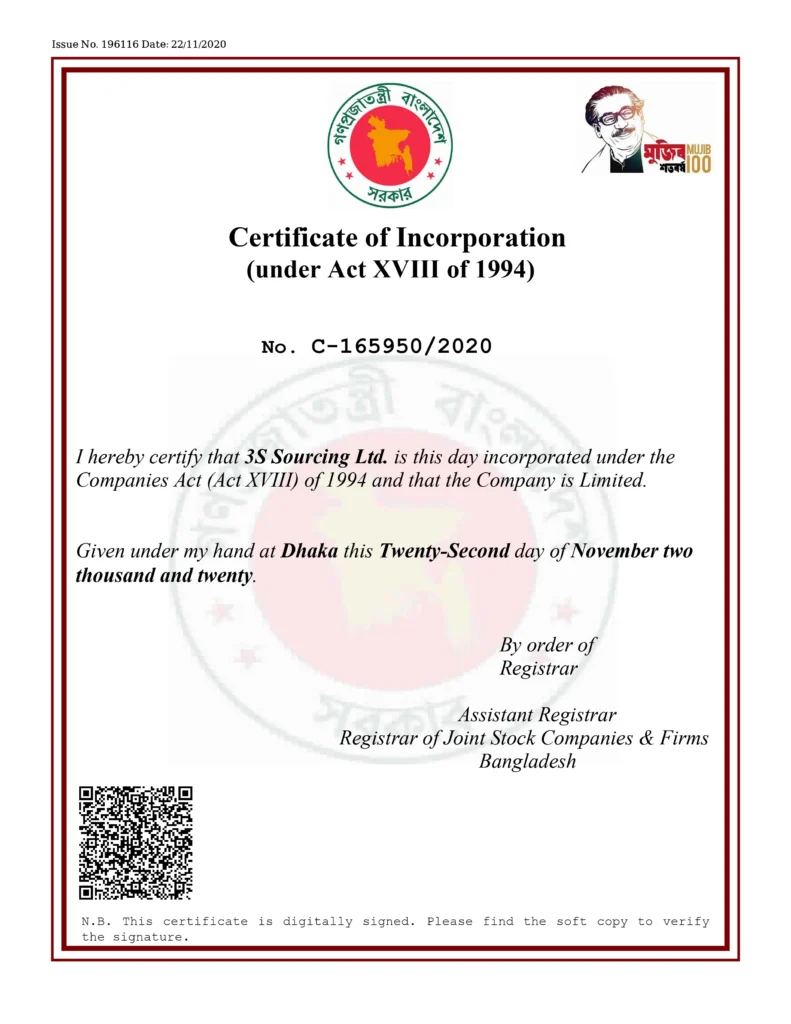 Issue No. 196116 Date: 22/11/2020
গণপ্রজাতন্ত্রী বাংলাদেশ
সরকার
মুজিব MUJIB
শতবর্ষ 100
Certificate of Incorporation
(under Act XVIII of 1994)
No. C-165950/2020
গণপ্রজাতন্ত্রী বাংলাদেশ
I hereby certify that 3S Sourcing Ltd. is this day incorporated under the
Companies Act (Act XVIII) of 1994 and that the Company is Limited.
Given under my hand at Dhaka this Twenty-Second day of November two
thousand and twenty.
By order of
Registrar
সরকার
Assistant Registrar
Registrar of Joint Stock Companies & Firms
Bangladesh
N.B. This certificate is digitally signed. Please find the soft copy to verify
the signature.